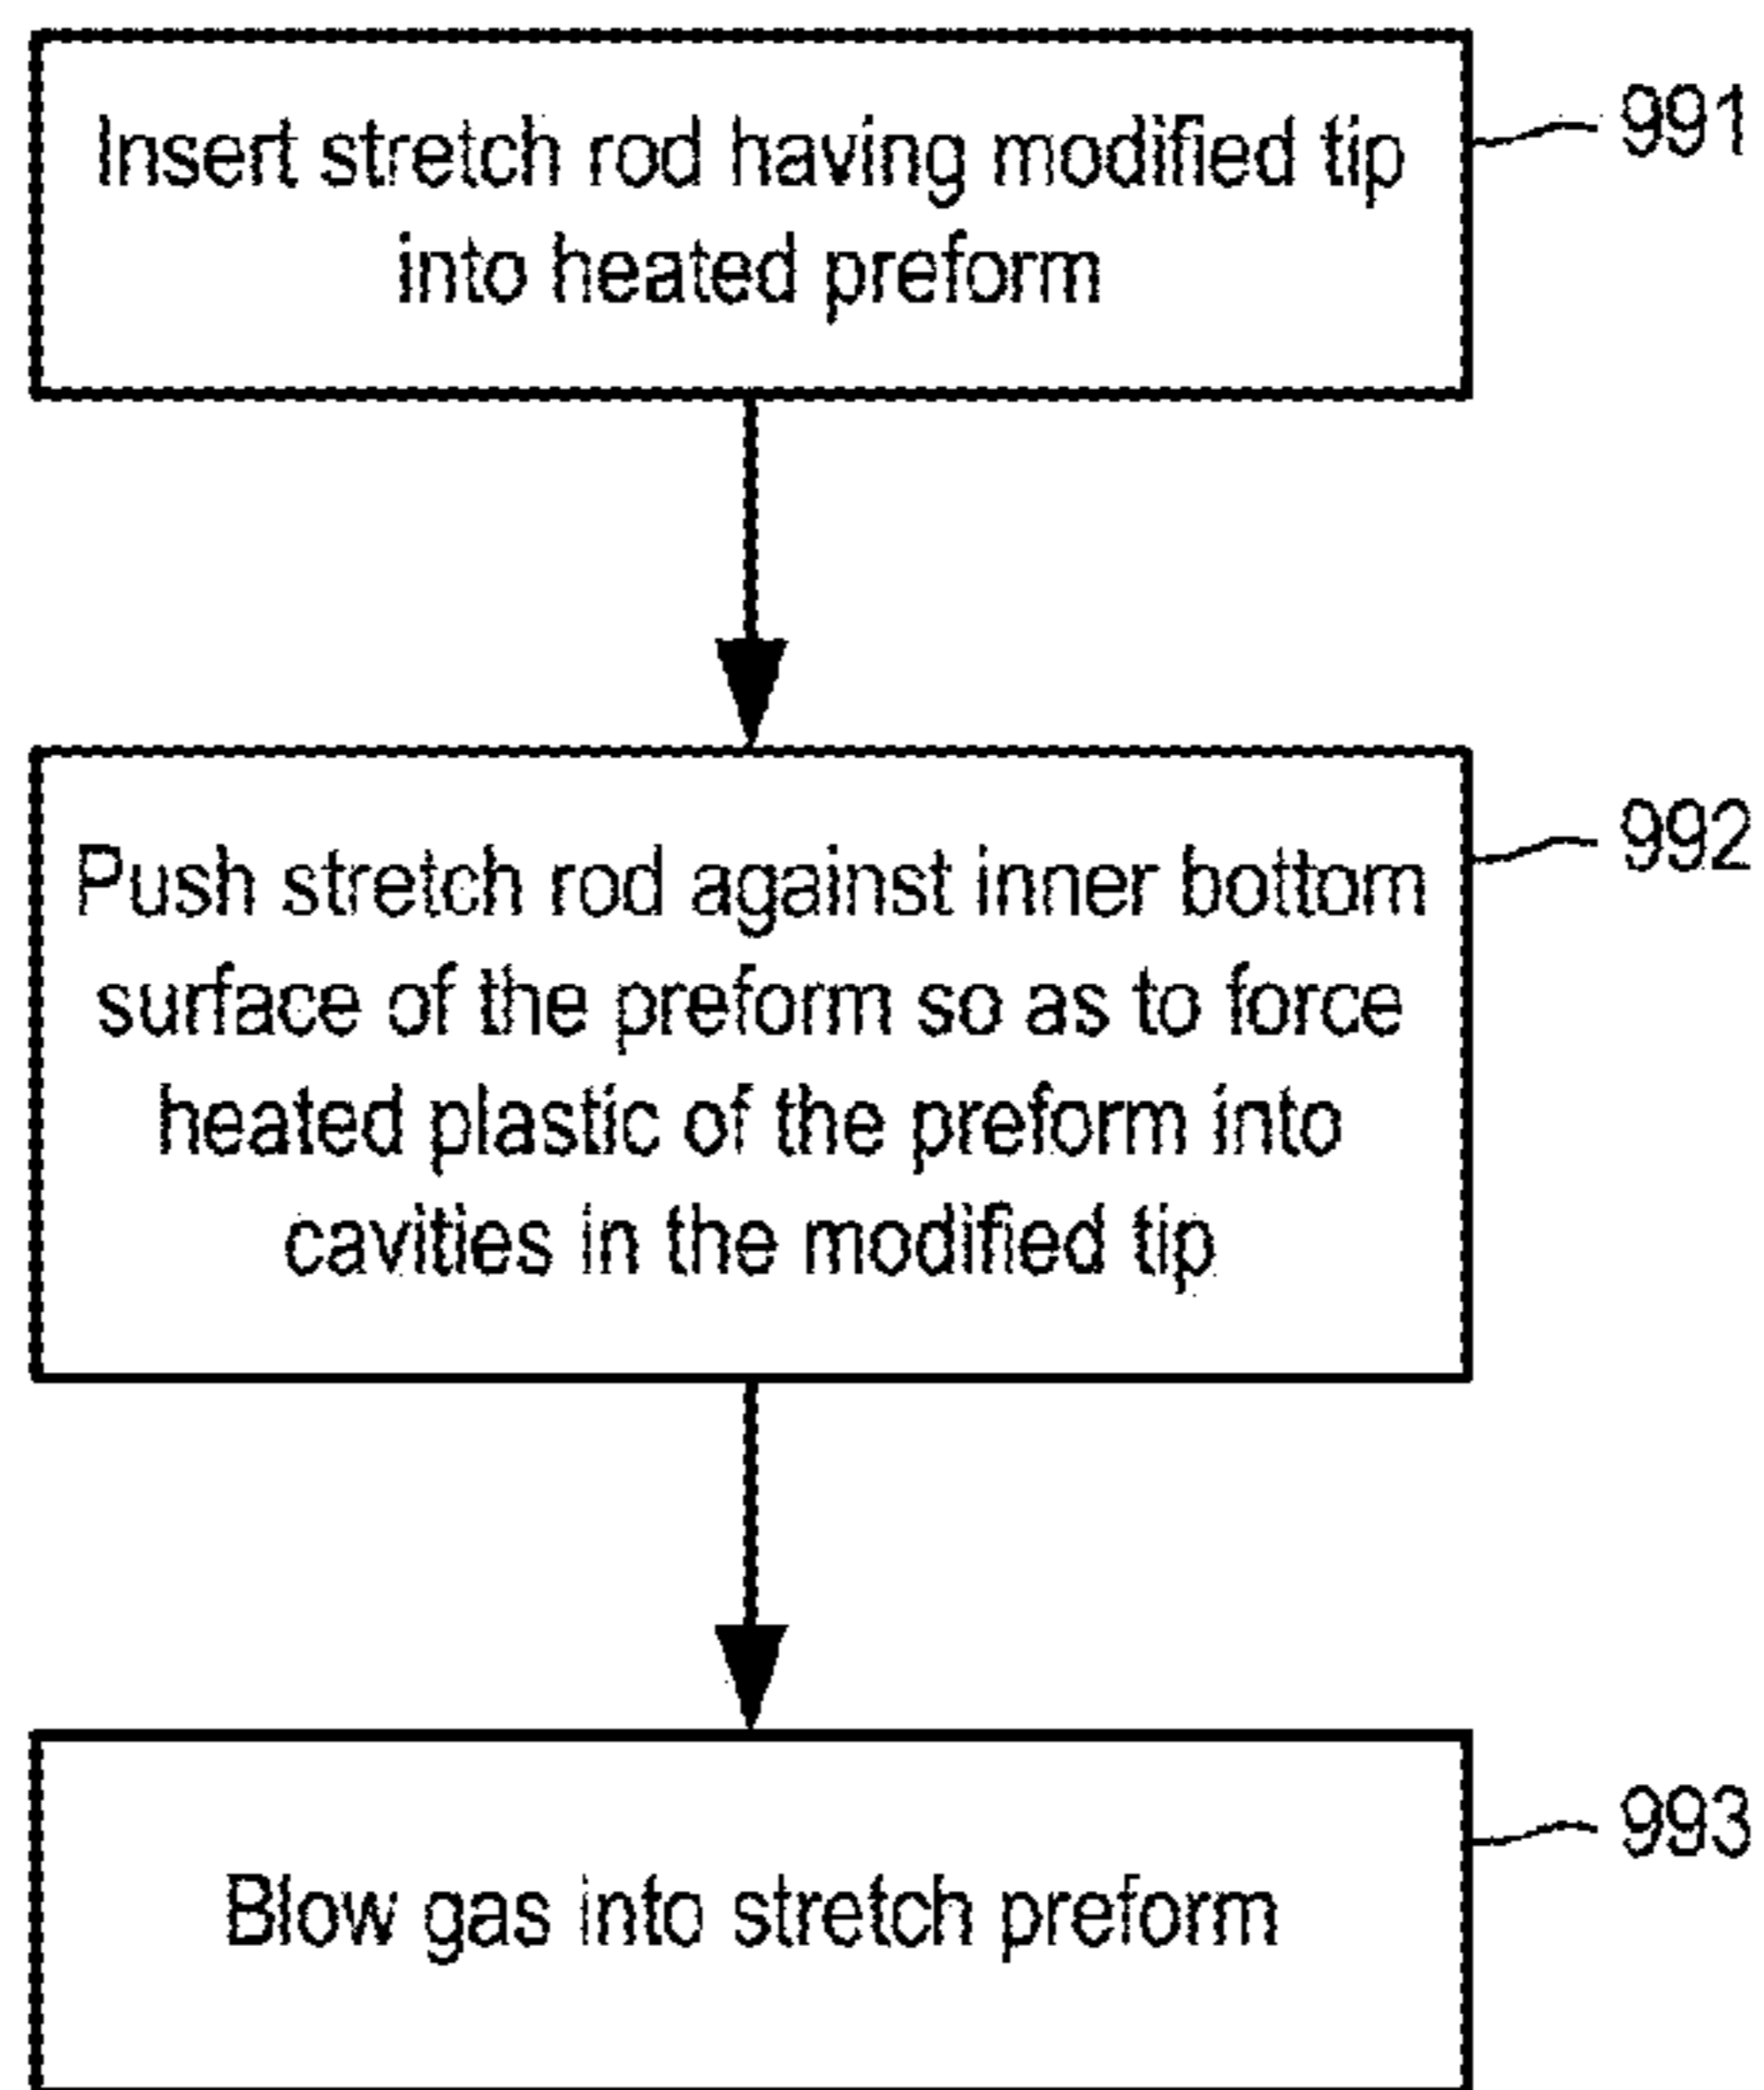 Insert stretch rod having modified tip
into heated preform
991
Push stretch rod against inner bottom
surface of the preform so as to force
heated plastic of the preform into
cavities in the modified tip
992
Blow gas into stretch preform
993